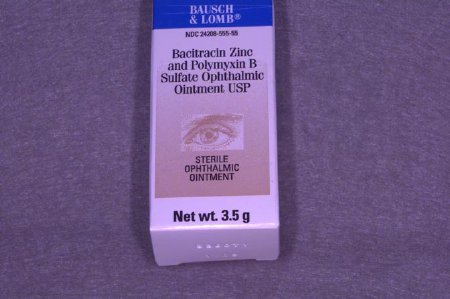 BAUSCH
& LOMB®
NDC 24208-555-55
Bacitracin Zinc
and Polymyxin B
Sulfate Ophthalmic
Ointment USP
STERILE
OPHTHALMIC
OINTMENT
Net wt. 3.5 g